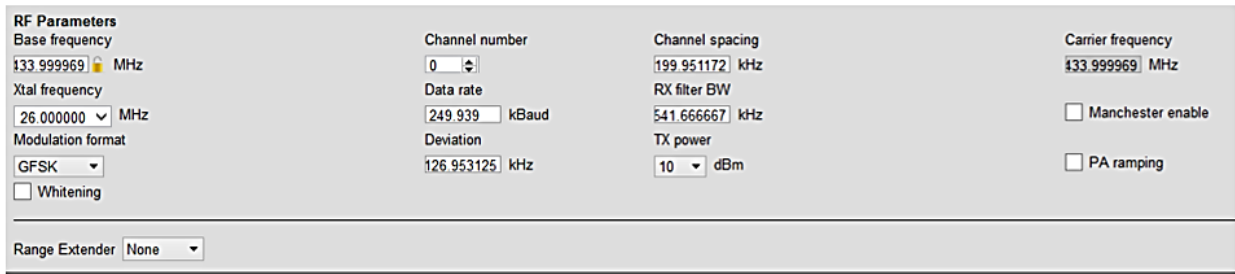 RF Parameters
Base frequency Channel number Channel spacing Carrier frequency
433.999969 MHz 0 199.951172 kHz 433.999969 MHz
Xtal frequency Data rate RX filter BW
26.000000 MHz 249.939 kBaud 541.666667 kHz Manchester enable
Modulation format Deviation TX power
GFSK 126.953125 kHz 10 dBm PA ramping
Whitening
Range Extender None